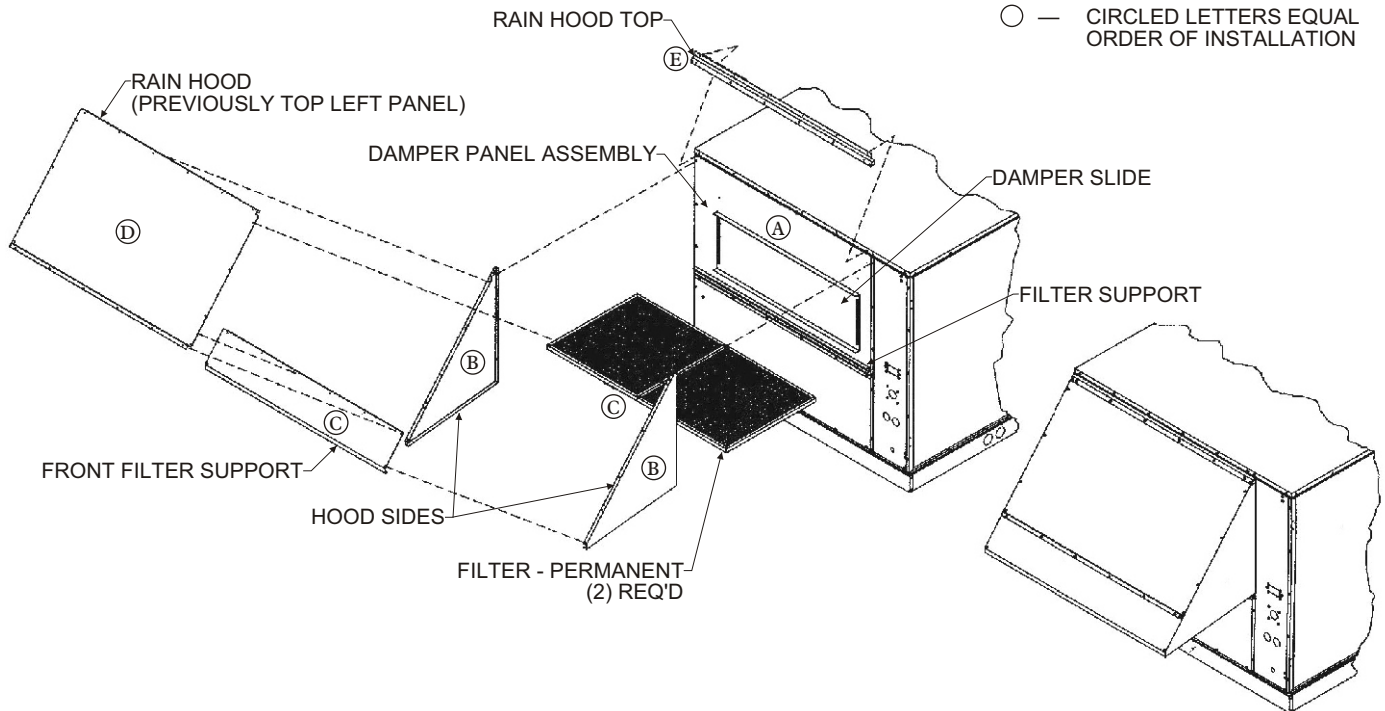 RAIN HOOD TOP
○ — CIRCLED LETTERS EQUAL
ORDER OF INSTALLATION
E
RAIN HOOD
(PREVIOUSLY TOP LEFT PANEL)
DAMPER PANEL ASSEMBLY
DAMPER SLIDE
A
D
FILTER SUPPORT
B
C
C
FRONT FILTER SUPPORT
B
HOOD SIDES
FILTER - PERMANENT
(2) REQ'D